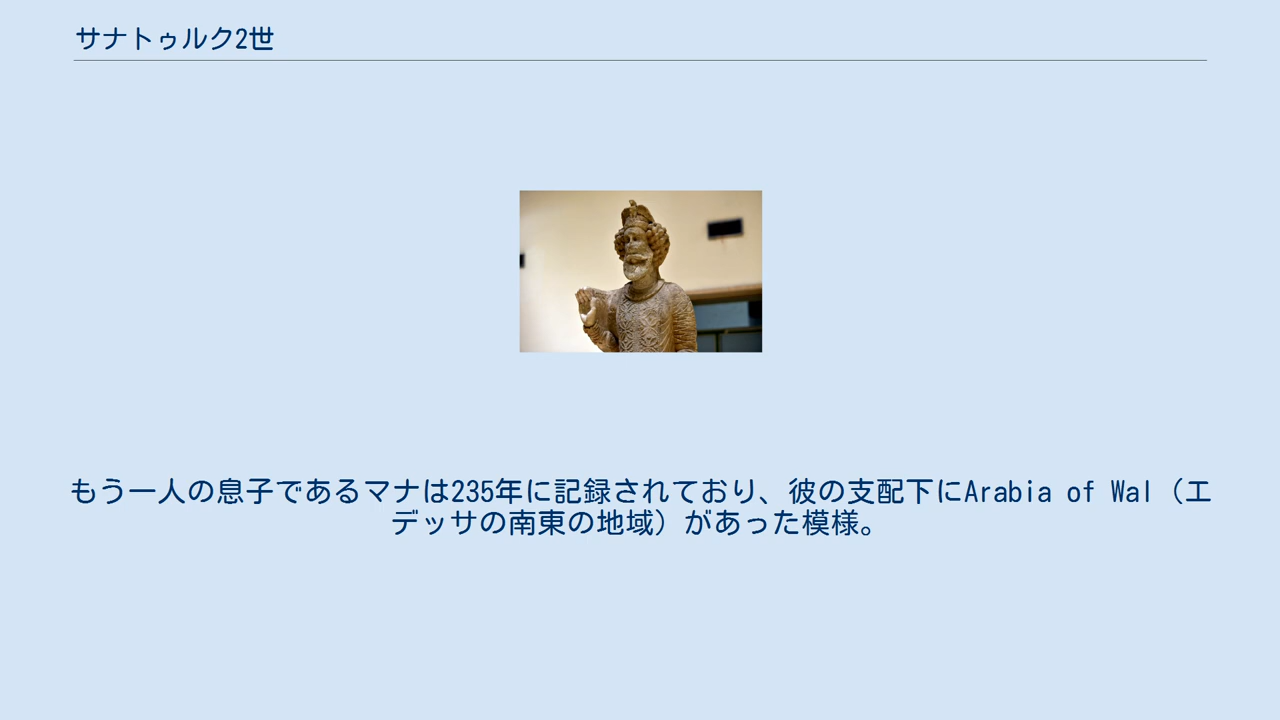 サナトゥルク2世
もう一人の息子であるマナは235年に記録されており、彼の支配下にArabia of Wal（エ
デッサの南東の地域）があった模様。